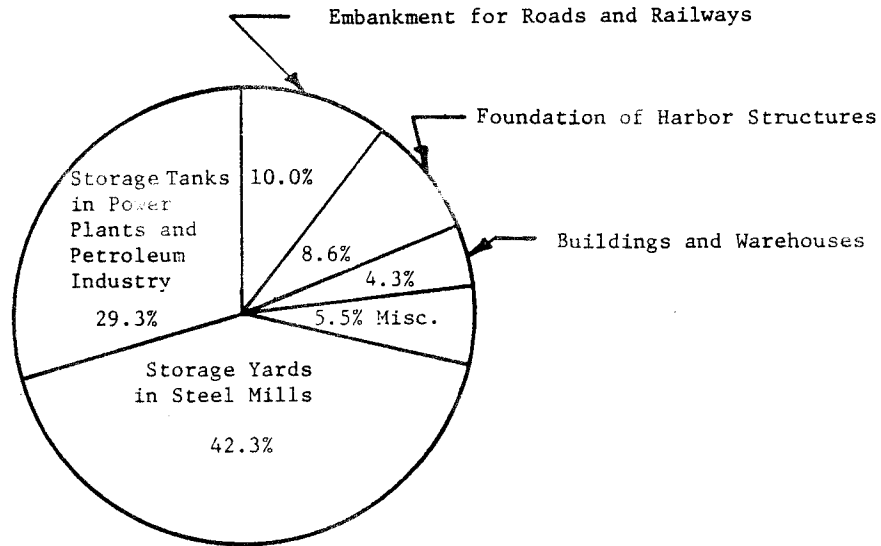 Embankment for Roads and Railways
Foundation of Harbor Structures
Storage Tanks
in Power
Plants and
Petroleum
Industry
29.3%
10.0%
8.6%
Buildings and Warehouses
4.3%
5.5% Misc.
Storage Yards
in Steel Mills
42.3%